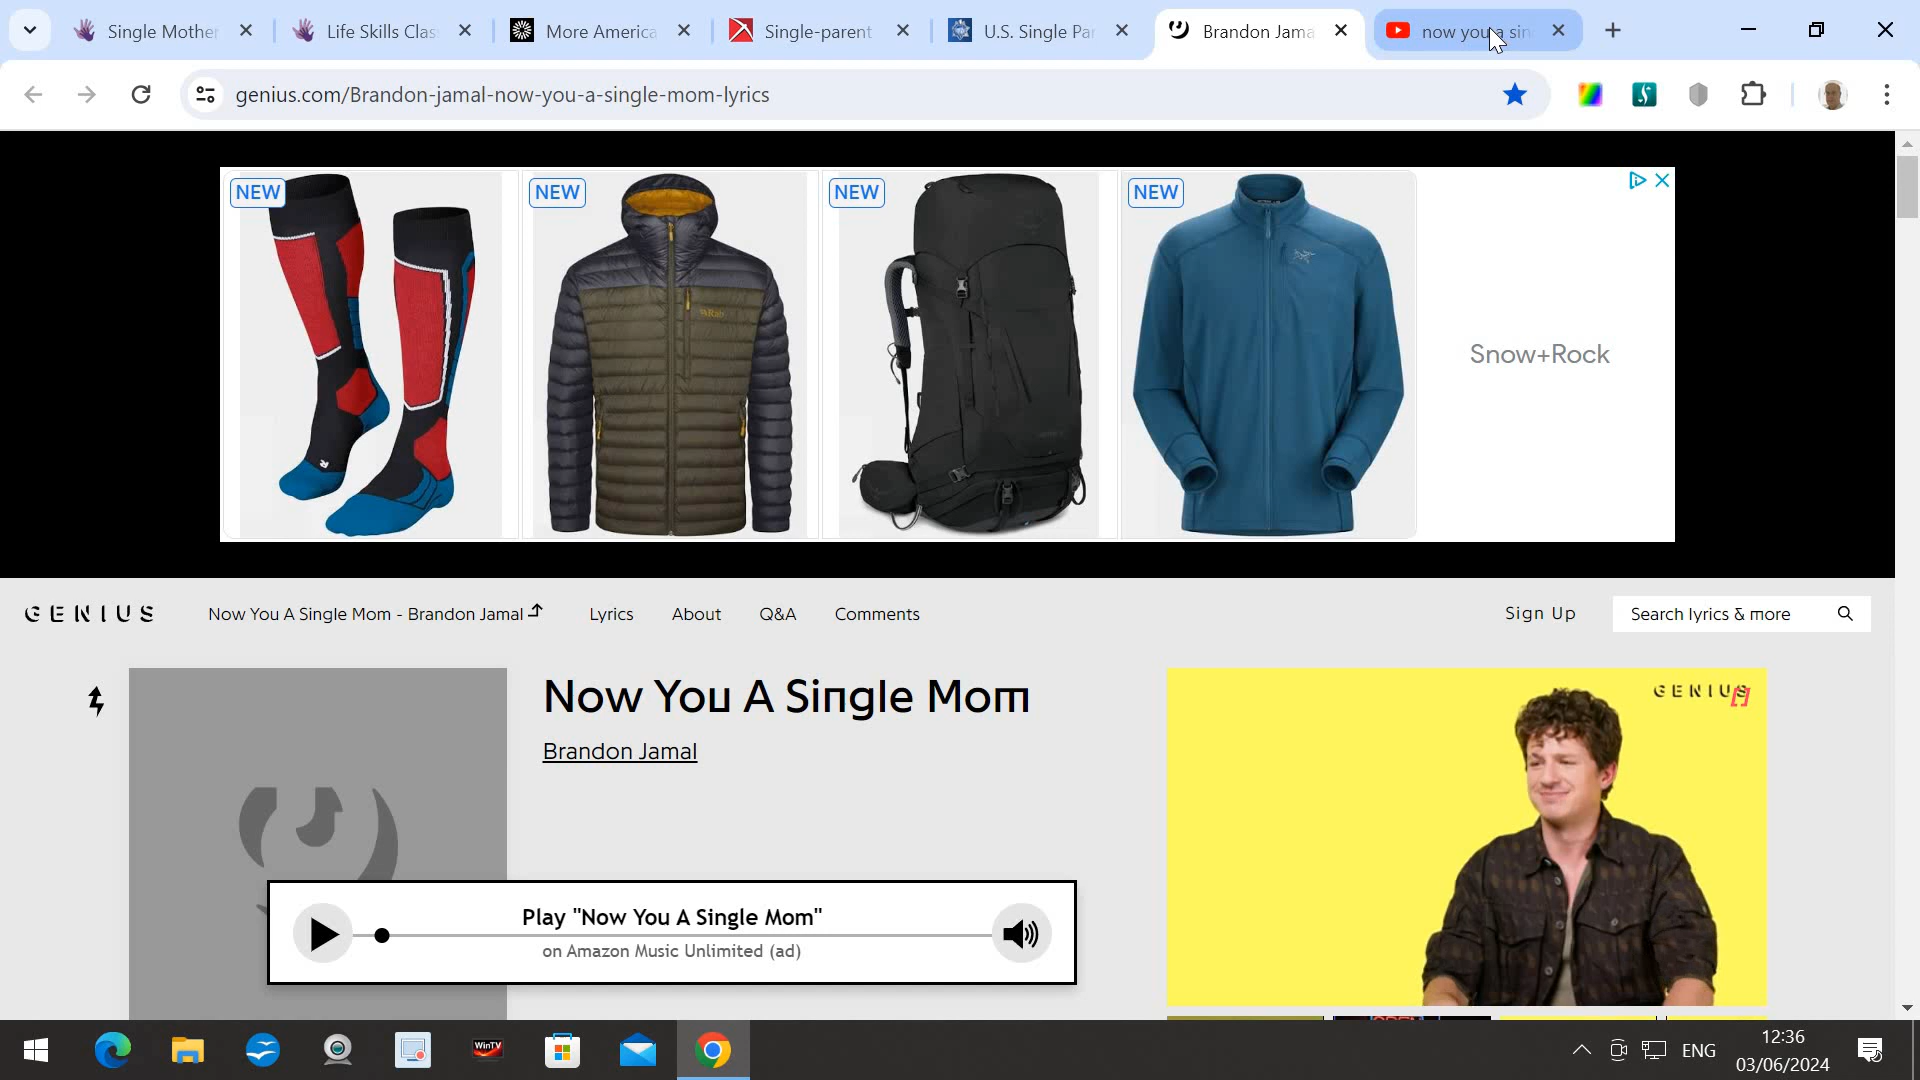 Single Mother
Life Skills Clas
More America
Single-parent
U.S. Single Par
Brandon Jama
now you a sin
genius.com/Brandon-jamal-now-you-a-single-mom-lyrics
NEW
NEW
NEW
NEW
Rab
Snow+Rock
GENIUS
Now You A Single Mom - Brandon Jamal
Lyrics
About
Q&A
Comments
Sign Up
Search lyrics & more
Now You A Single Mom
Brandon Jamal
GENIUS
Play "Now You A Single Mom"
on Amazon Music Unlimited (ad)
WinTV
ENG
12:36
03/06/2024